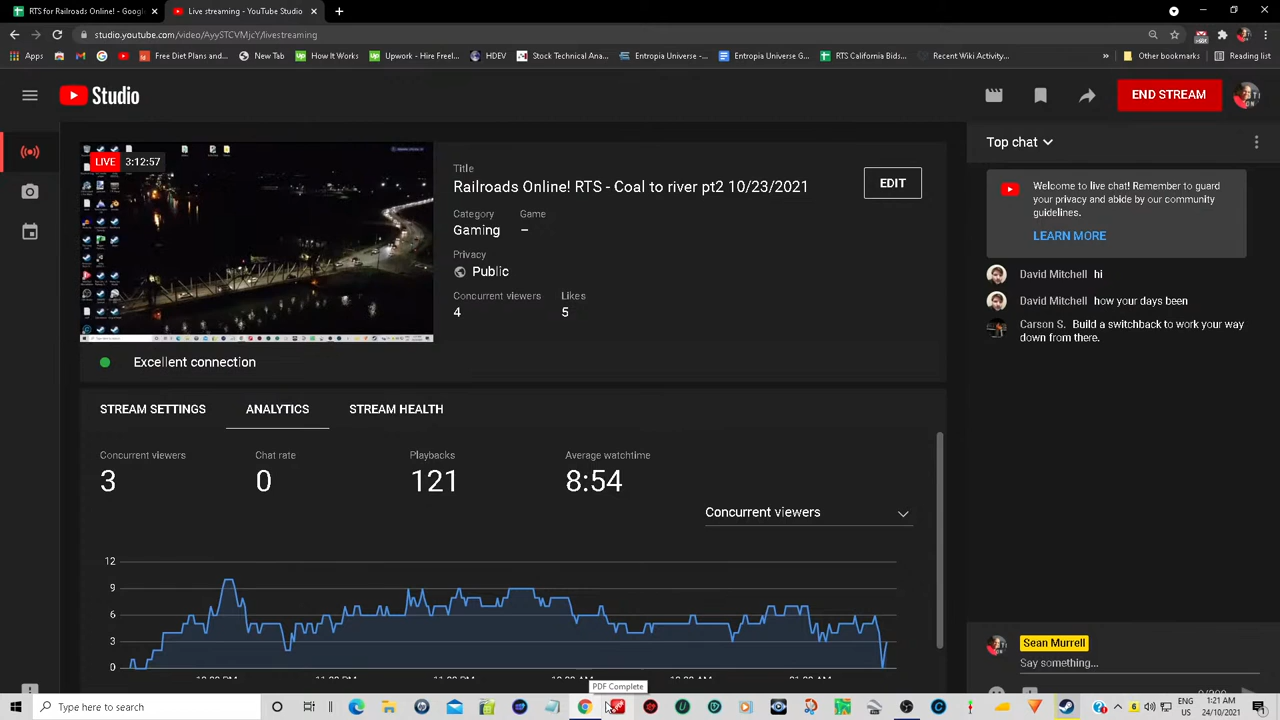 RTS for Railroads Online! - Googl
Live streaming - YouTube Studio
studio.youtube.com/video/AyySTCVMjcY/livestreaming
Apps
Free Diet Plans and...
New Tab
How It Works
Upwork - Hire Freel...
HDEV
Stock Technical Ana...
Entropia Universe -...
Entropia Universe G...
RTS California Bids...
Recent Wiki Activity...
»
Other bookmarks
Reading list
Studio
END STREAM
LIVE 3:12:57
Title
Railroads Online! RTS - Coal to river pt2 10/23/2021
EDIT
Category Game
Gaming –
Privacy
Public
Concurrent viewers Likes
4 5
Excellent connection
STREAM SETTINGS ANALYTICS STREAM HEALTH
Concurrent viewers Chat rate Playbacks Average watchtime
3 0 121 8:54
Concurrent viewers
12
9
6
3
0
Top chat
Welcome to live chat! Remember to guard
your privacy and abide by our community
guidelines.
LEARN MORE
David Mitchell hi
David Mitchell how your days been
Carson S. Build a switchback to work your way
down from there.
Sean Murrell
Say something...
0/200
PDF Complete
Type here to search
ENG
US
1:21 AM
24/10/2021